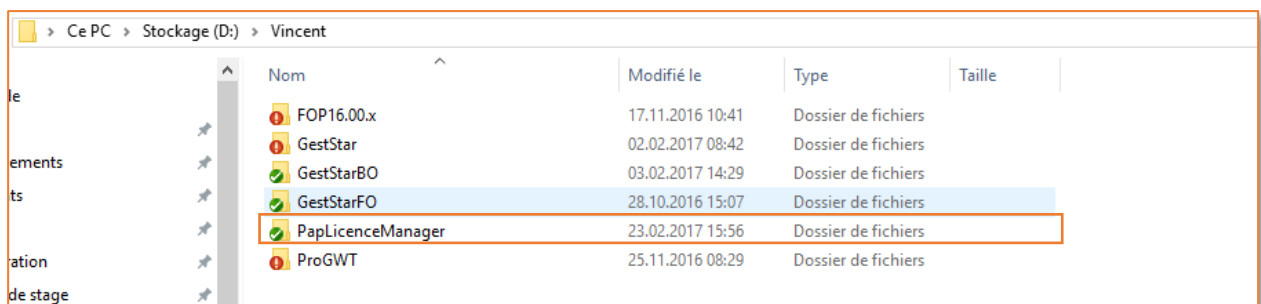 > Ce PC > Stockage (D:) > Vincent
Nom Modifié le Type Taille
le
FOP16.00.x 17.11.2016 10:41 Dossier de fichiers
GestStar 02.02.2017 08:42 Dossier de fichiers
ements
GestStarBO 03.02.2017 14:29 Dossier de fichiers
ts
GestStarFO 28.10.2016 15:07 Dossier de fichiers
PapLicenceManager 23.02.2017 15:56 Dossier de fichiers
ration
ProGWT 25.11.2016 08:29 Dossier de fichiers
de stage